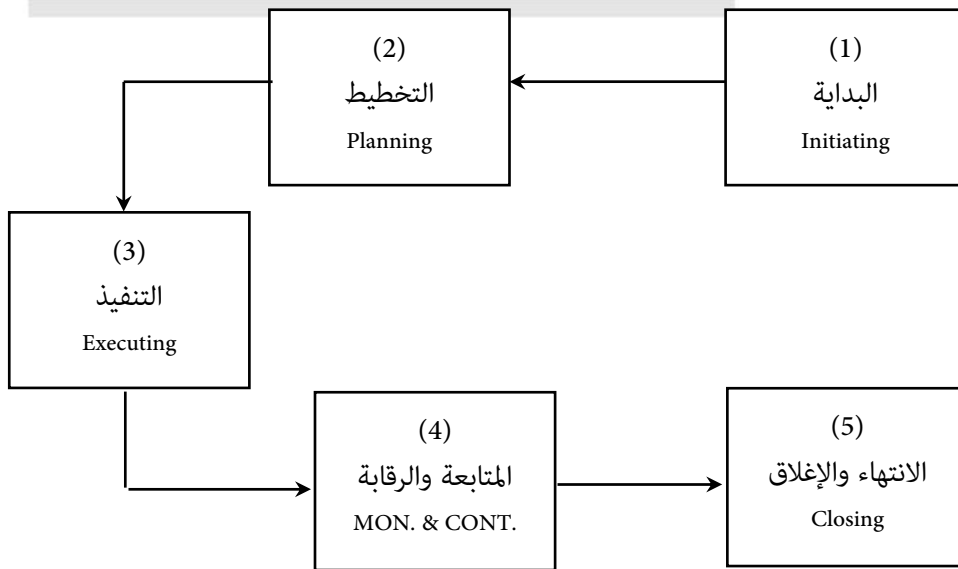 (1)
البداية
Initiating
(2)
التخطيط
Planning
(3)
التنفيذ
Executing
(4)
المتابعة والرقابة
MON. & CONT.
(5)
الانتهاء والإغلاق
Closing